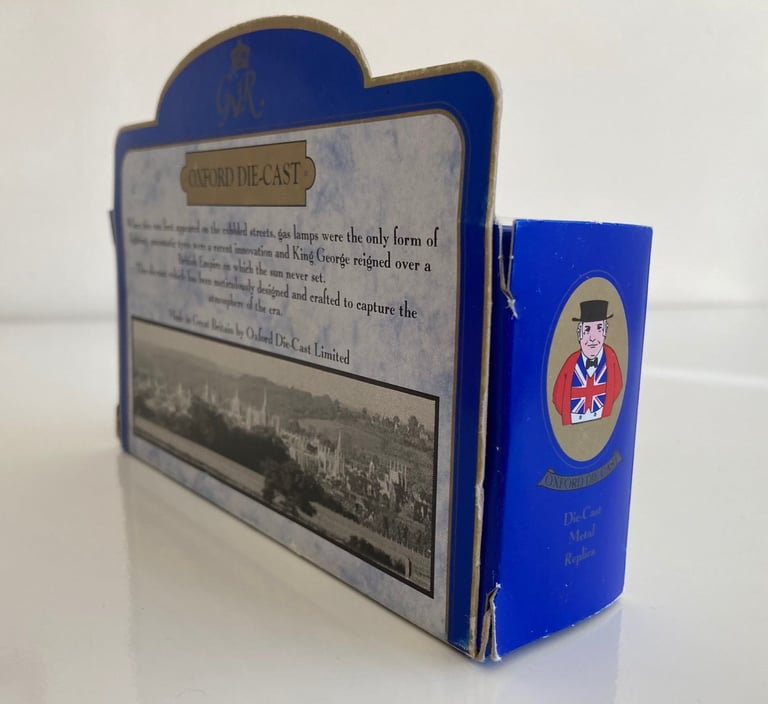 GR
OXFORD DIE-CAST
When this van first appeared on the cobbled streets, gas lamps were the only form of
lighting, pneumatic tyres were a recent innovation and King George reigned over a
British Empire on which the sun never set.
This die-cast vehicle has been meticulously designed and crafted to capture the
atmosphere of the era.
Made in Great Britain by Oxford Die-Cast Limited
OXFORD DIE-CAST
Die-Cast
Metal
Replica